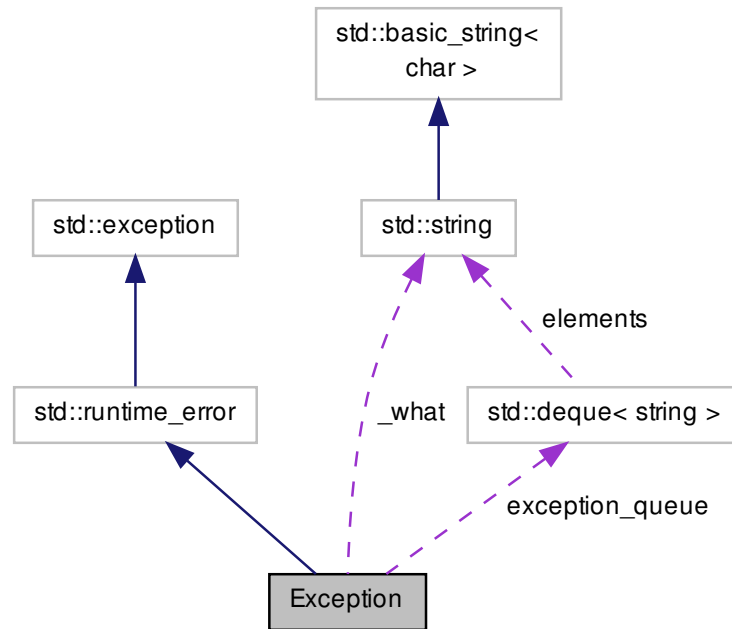 std::basic_string<
char >
std::exception
std::string
elements
std::runtime_error
_what
std::deque< string >
exception_queue
Exception